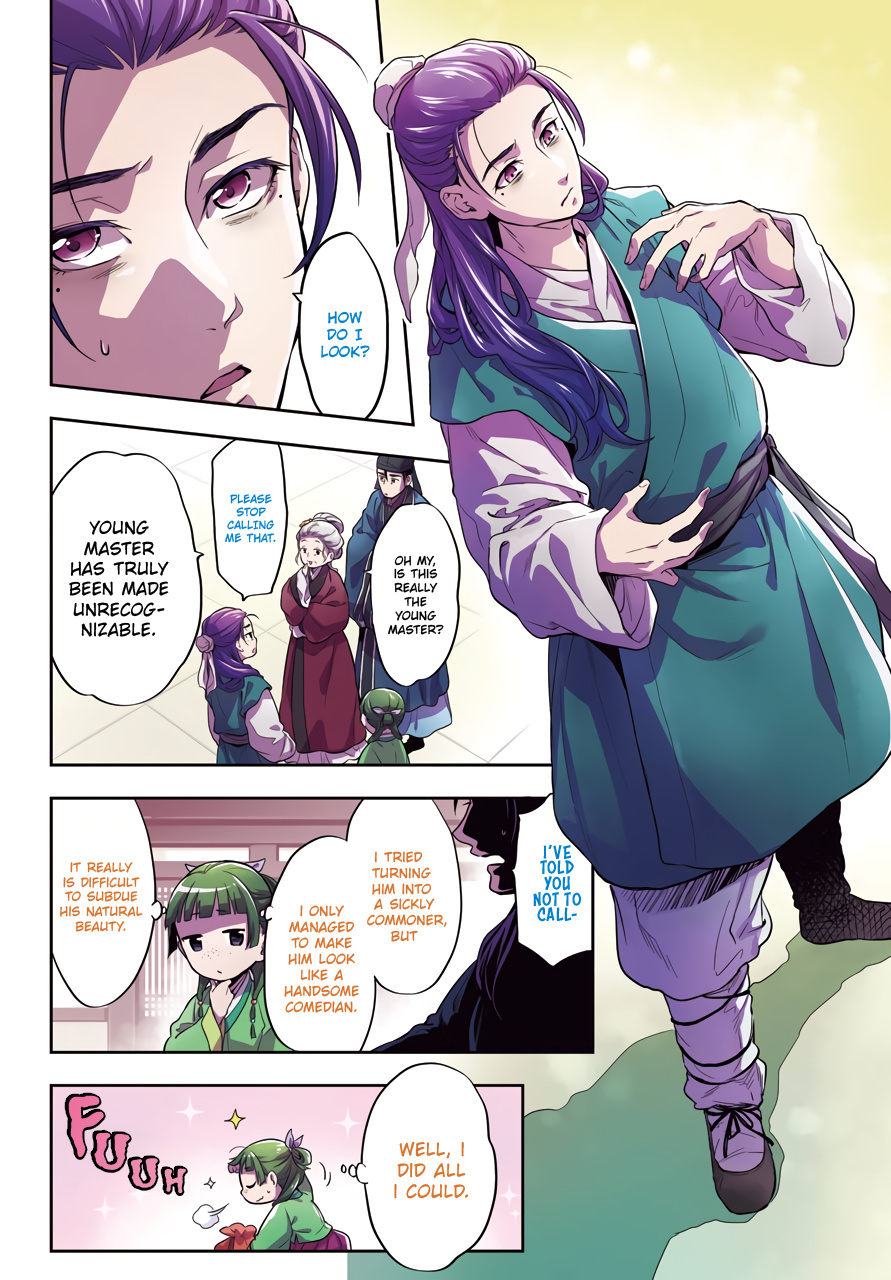 HOW
DO I
LOOK?
OH MY,
IS THIS
REALLY
THE
YOUNG
MASTER?
PLEASE
STOP
CALLING
ME THAT.
YOUNG
MASTER
HAS TRULY
BEEN MADE
UNRECOG-
NIZABLE.
I'VE
TOLD
YOU
NOT TO
CALL-
I TRIED
TURNING
HIM INTO
A SICKLY
COMMONER,
BUT
I ONLY
MANAGED
TO MAKE
HIM LOOK
LIKE A
HANDSOME
COMEDIAN.
IT REALLY
IS DIFFICULT
TO SUBDUE
HIS NATURAL
BEAUTY.
WELL, I
DID ALL
I COULD.
FUUH